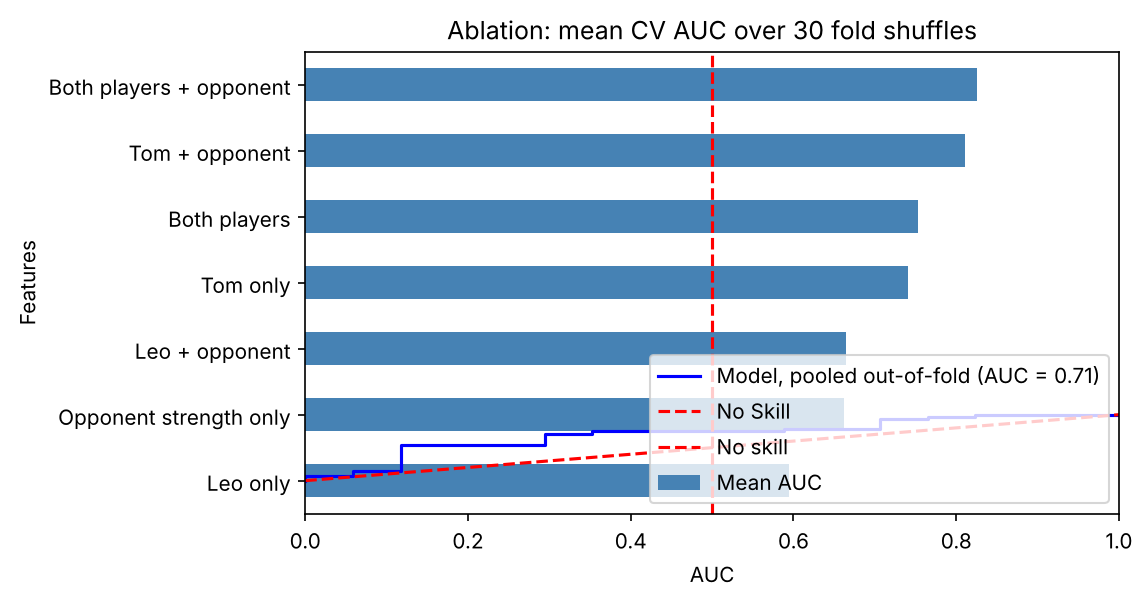 Ablation: mean CV AUC over 30 fold shuffles
Features
Both players + opponent
Tom + opponent
Both players
Tom only
Leo + opponent
Opponent strength only
Leo only
Model, pooled out-of-fold (AUC = 0.71)
No Skill
No skill
Mean AUC
0.0 0.2 0.4 0.6 0.8 1.0
AUC